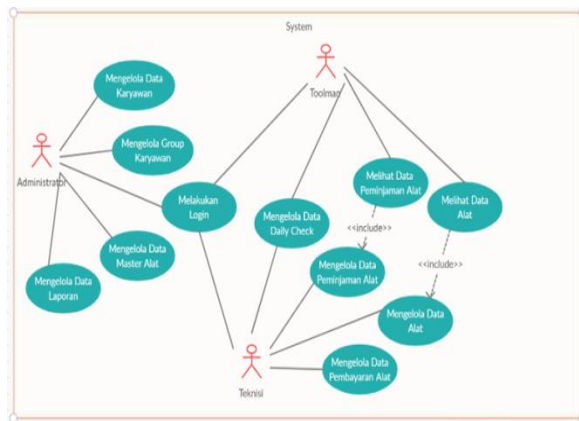 System
Toolman
Mengelola Data
Karyawan
Administrator
Mengelola Group
Karyawan
Melakukan
Login
Mengelola Data
Daily Check
Melihat Data
Peminjaman Alat
Melihat Data
Alat
<<include>>
<<include>>
Mengelola Data
Master Alat
Mengelola Data
Laporan
Mengelola Data
Peminjaman Alat
Mengelola Data
Alat
Teknisi
Mengelola Data
Pembayaran Alat